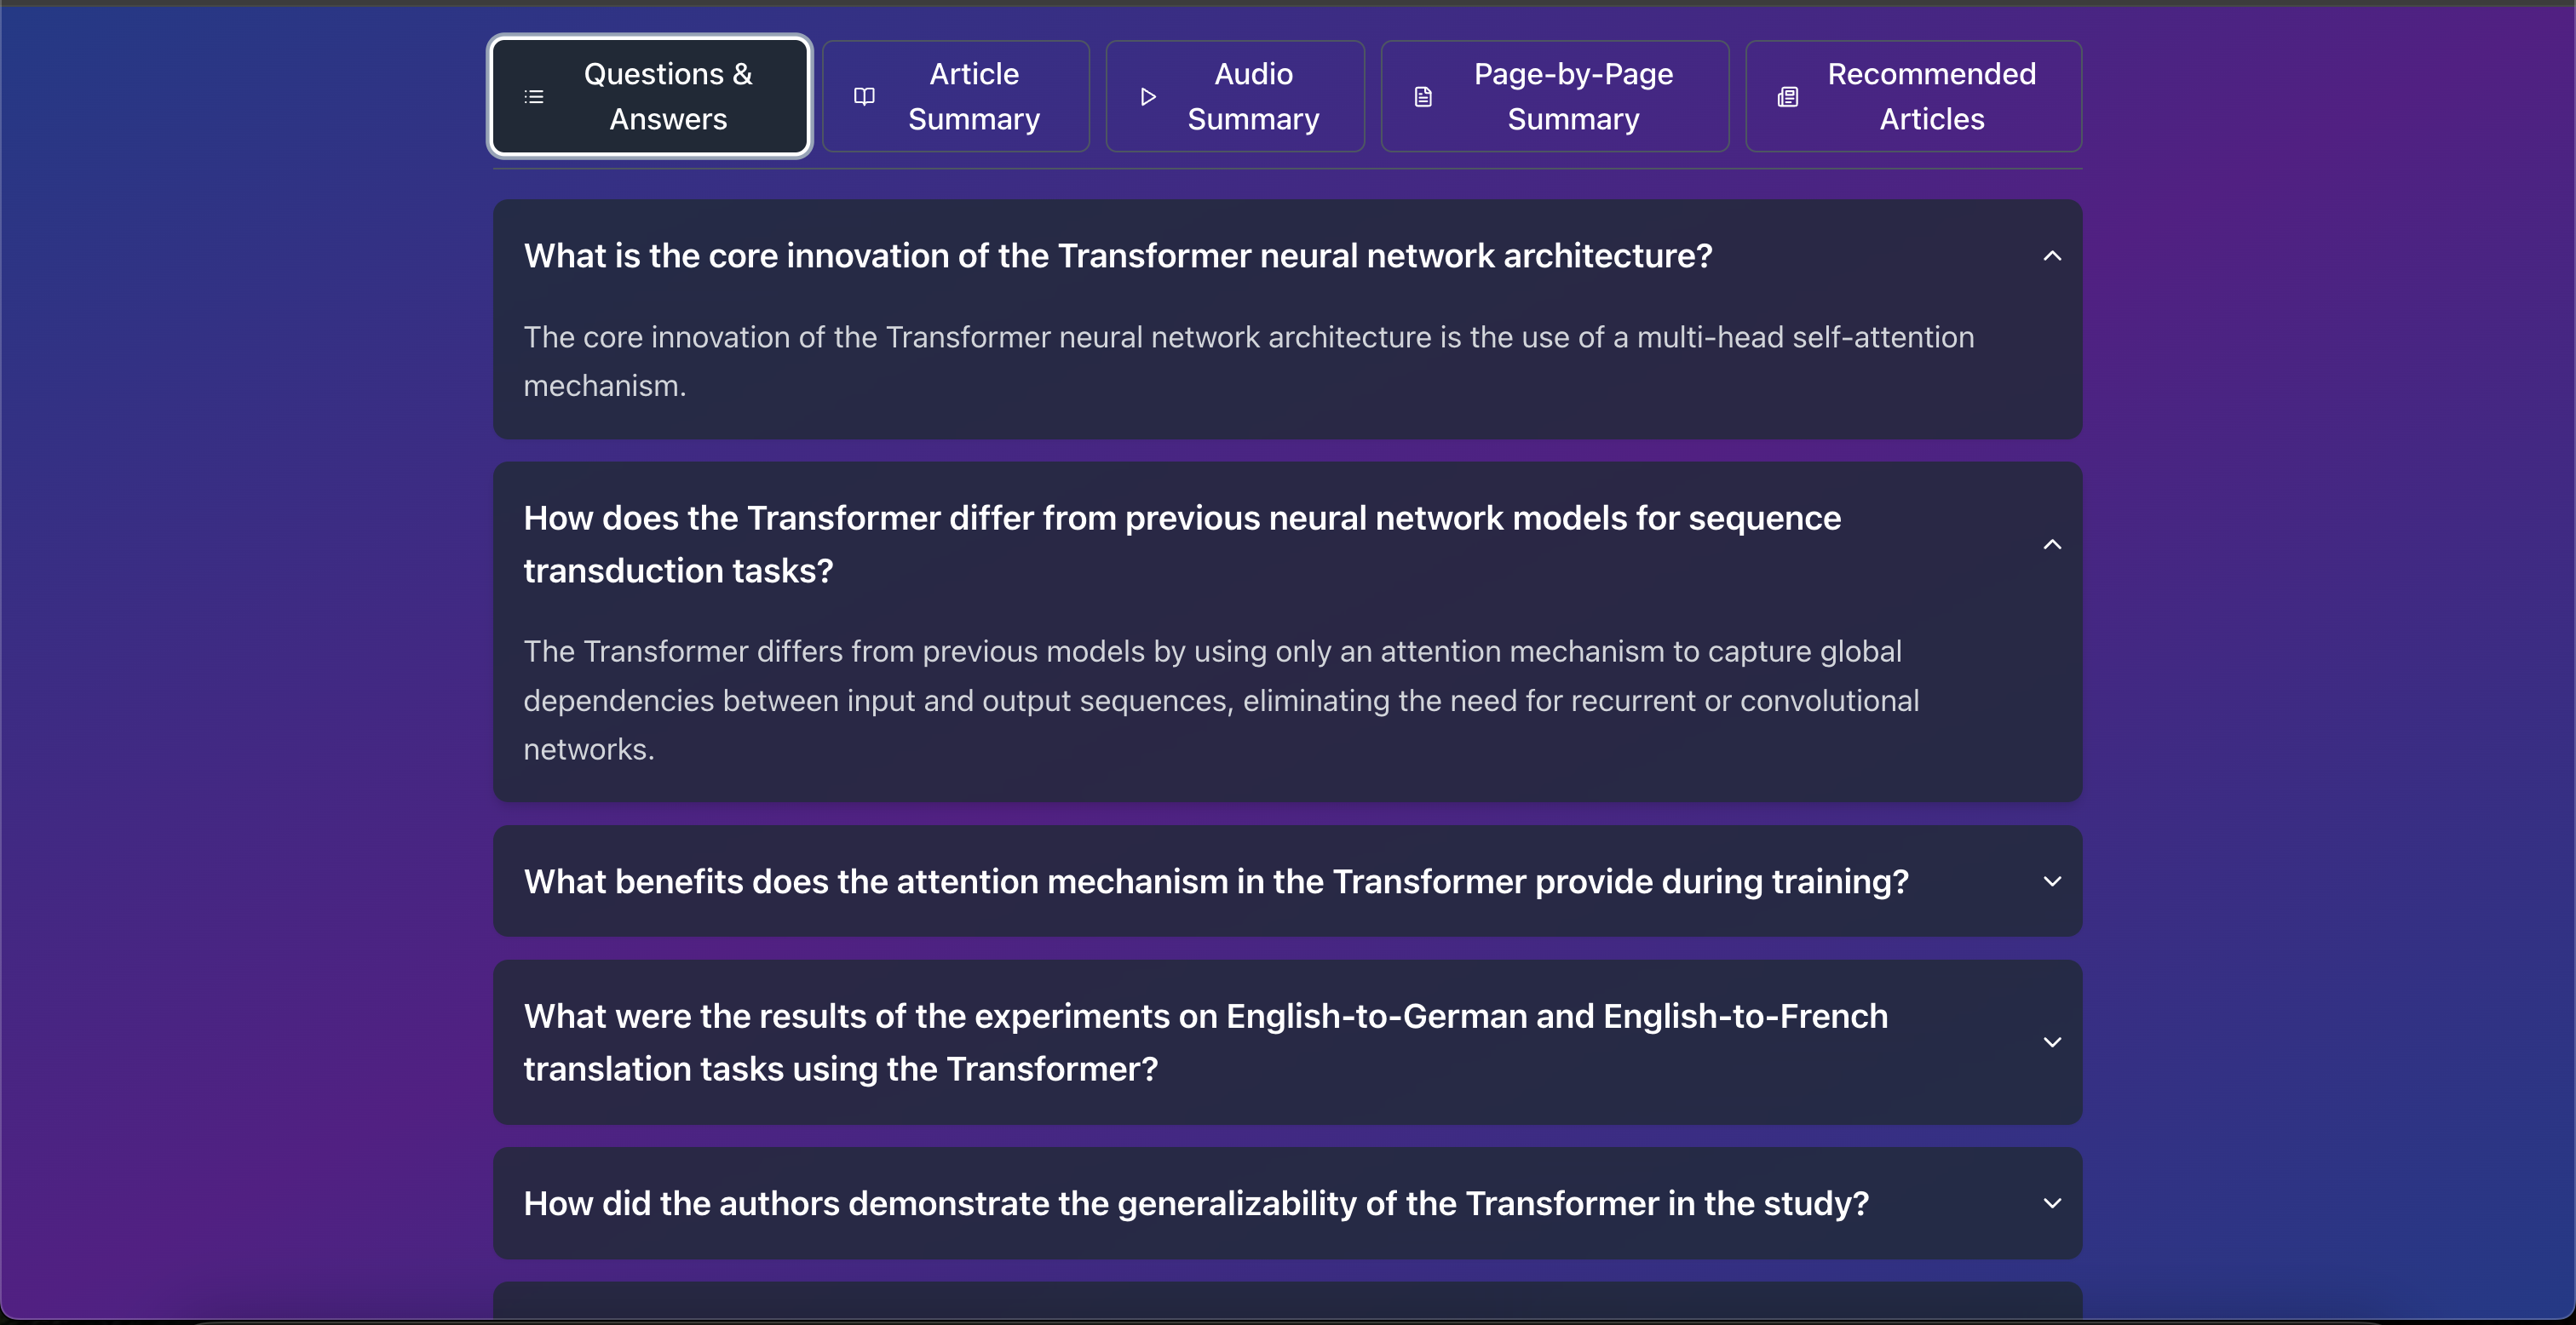 Questions &
Answers
Article
Summary
Audio
Summary
Page-by-Page
Summary
Recommended
Articles
What is the core innovation of the Transformer neural network architecture?
The core innovation of the Transformer neural network architecture is the use of a multi-head self-attention
mechanism.
How does the Transformer differ from previous neural network models for sequence
transduction tasks?
The Transformer differs from previous models by using only an attention mechanism to capture global
dependencies between input and output sequences, eliminating the need for recurrent or convolutional
networks.
What benefits does the attention mechanism in the Transformer provide during training?
What were the results of the experiments on English-to-German and English-to-French
translation tasks using the Transformer?
How did the authors demonstrate the generalizability of the Transformer in the study?